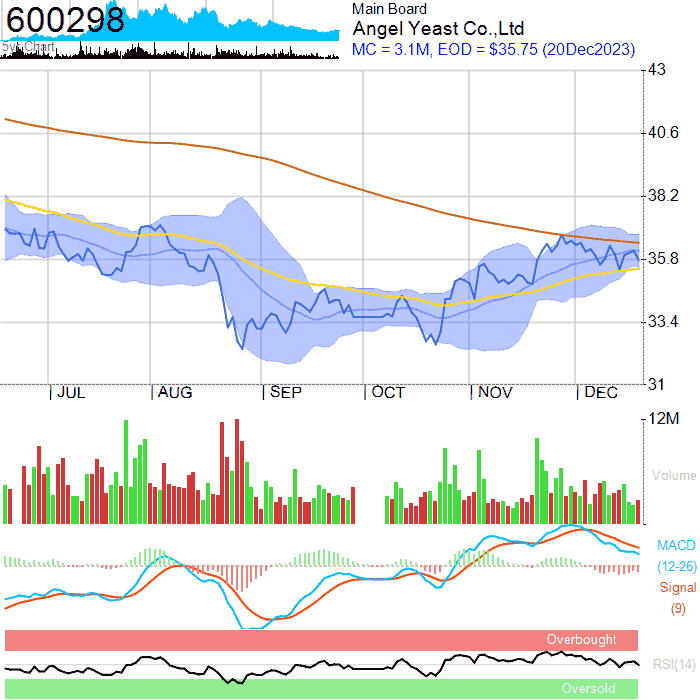 600298
5yr Chart
Main Board
Angel Yeast Co.,Ltd
MC = 3.1M, EOD = $35.75 (20Dec2023)
43
40.6
38.2
35.8
33.4
31
JUL AUG SEP OCT NOV DEC
12M
Volume
MACD
(12-26)
Signal
(9)
Overbought
RSI(14)
Oversold